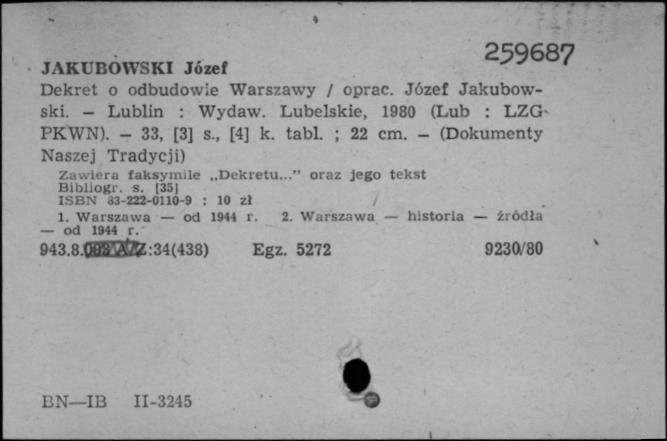 259687
JAKUBOWSKI Józef
Dekret o odbudowie Warszawy / oprac. Józef Jakubow-
ski. — Lublin : Wydaw. Lubelskie, 1980 (Lub : LZG
PKWN). — 33, [3] s., [4] k. tabl. ; 22 cm. — (Dokumenty
Naszej Tradycji)
Zawiera faksymile „Dekretu...” oraz jego tekst
Bibliogr. s. [35]
ISBN 83-222-0110-9 : 10 zł
1. Warszawa — od 1944 r. 2. Warszawa — historia — źródła
— od 1944 r.
943.8. A/Z:34(438) Egz. 5272 9230/80
BN—IB II-3245